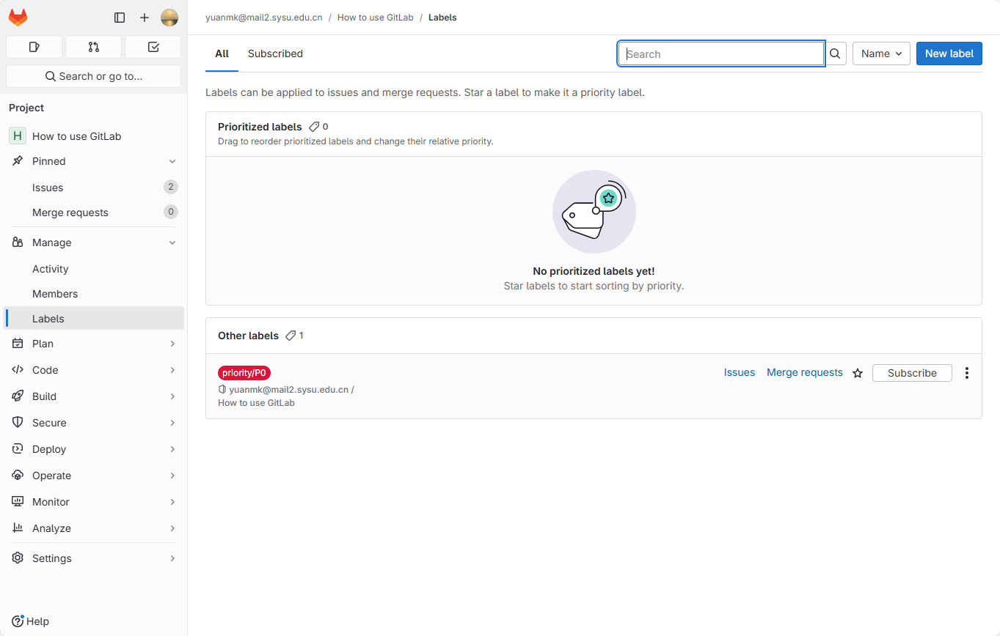 yuanmk@mail2.sysu.edu.cn / How to use GitLab / Labels
Search or go to...
Project
H How to use GitLab
Pinned
Issues 2
Merge requests 0
Manage
Activity
Members
Labels
Plan
Code
Build
Secure
Deploy
Operate
Monitor
Analyze
Settings
Help
All Subscribed Search Name New label
Labels can be applied to issues and merge requests. Star a label to make it a priority label.
Prioritized labels 0
Drag to reorder prioritized labels and change their relative priority.
No prioritized labels yet!
Star labels to start sorting by priority.
Other labels 1
priority/P0 Issues Merge requests Subscribe
yuanmk@mail2.sysu.edu.cn /
How to use GitLab